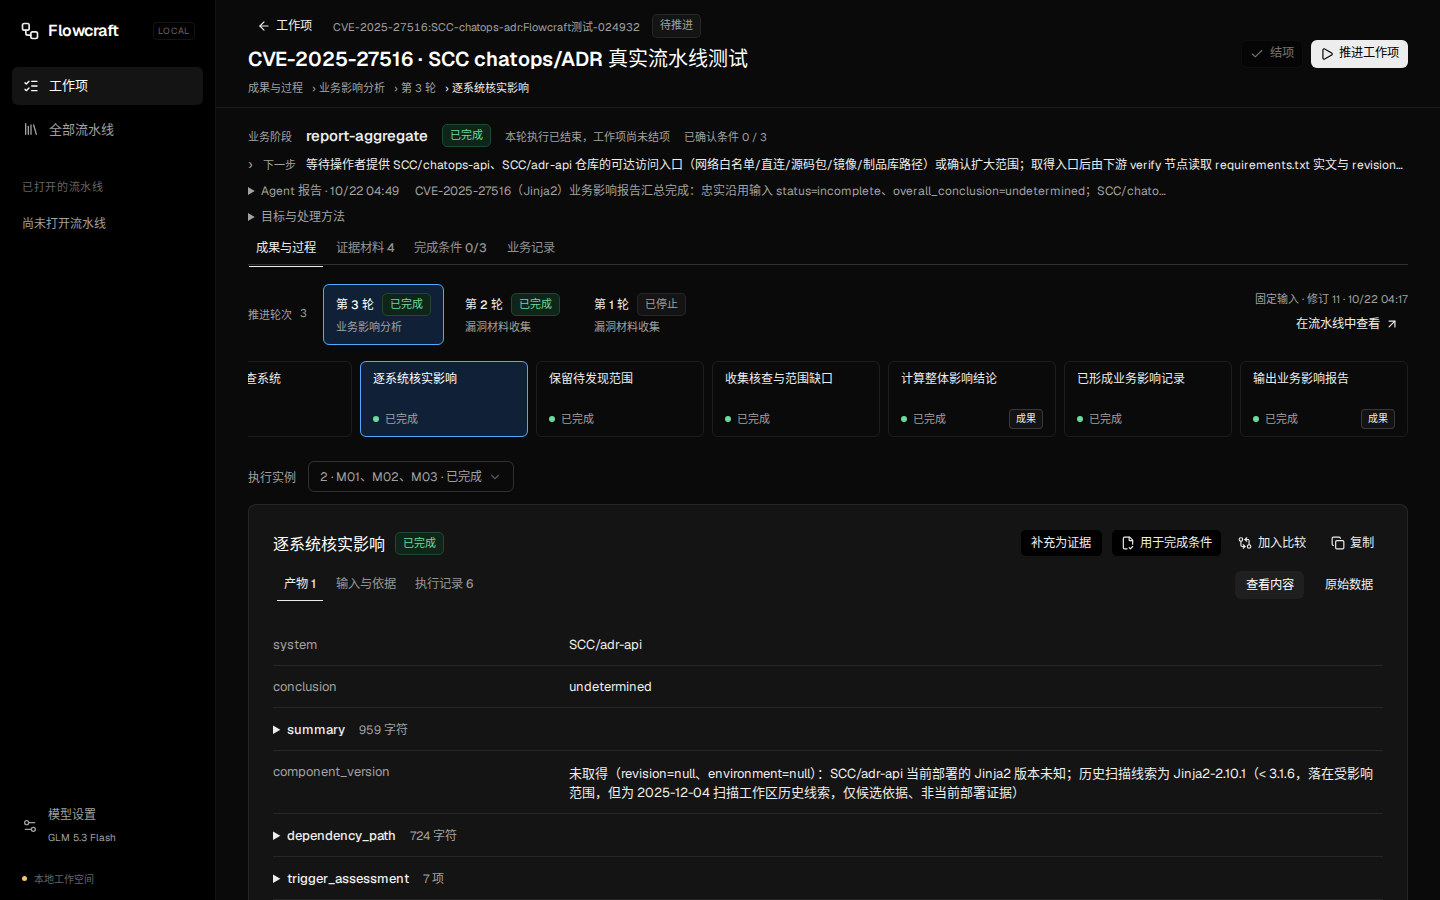 Flowcraft
LOCAL
工作项
全部流水线
已打开的流水线
尚未打开流水线
模型设置
GLM 5.3 Flash
本地工作空间
工作项
CVE-2025-27516:SCC-chatops-adr:Flowcraft测试-024932
待推进
CVE-2025-27516 · SCC chatops/ADR 真实流水线测试
结项
推进工作项
成果与过程 › 业务影响分析 › 第 3 轮 › 逐系统核实影响
业务阶段 report-aggregate 已完成 本轮执行已结束，工作项尚未结项 已确认条件 0 / 3
› 下一步 等待操作者提供 SCC/chatops-api、SCC/adr-api 仓库的可达访问入口（网络白名单/直连/源码包/镜像/制品库路径）或确认扩大范围；取得入口后由下游 verify 节点读取 requirements.txt 实文与 revision...
▶ Agent 报告 · 10/22 04:49 CVE-2025-27516（Jinja2）业务影响报告汇总完成：忠实沿用输入 status=incomplete、overall_conclusion=undetermined；SCC/chato...
▶ 目标与处理方法
成果与过程 证据材料 4 完成条件 0/3 业务记录
推进轮次 3
第 3 轮 已完成
业务影响分析
第 2 轮 已完成
漏洞材料收集
第 1 轮 已停止
漏洞材料收集
固定输入 · 修订 11 · 10/22 04:17
在流水线中查看
查系统
逐系统核实影响
已完成
保留待发现范围
已完成
收集核查与范围缺口
已完成
计算整体影响结论
已完成 成果
已形成业务影响记录
已完成
输出业务影响报告
已完成 成果
执行实例 2 · M01、M02、M03 · 已完成
逐系统核实影响 已完成
补充为证据 用于完成条件 加入比较 复制
产物 1 输入与依据 执行记录 6
查看内容 原始数据
system SCC/adr-api
conclusion undetermined
▶ summary 959 字符
component_version 未取得（revision=null、environment=null）：SCC/adr-api 当前部署的 Jinja2 版本未知；历史扫描线索为 Jinja2-2.10.1（< 3.1.6，落在受影响
范围，但为 2025-12-04 扫描工作区历史线索，仅候选依据、非当前部署证据）
▶ dependency_path 724 字符
▶ trigger_assessment 7 项